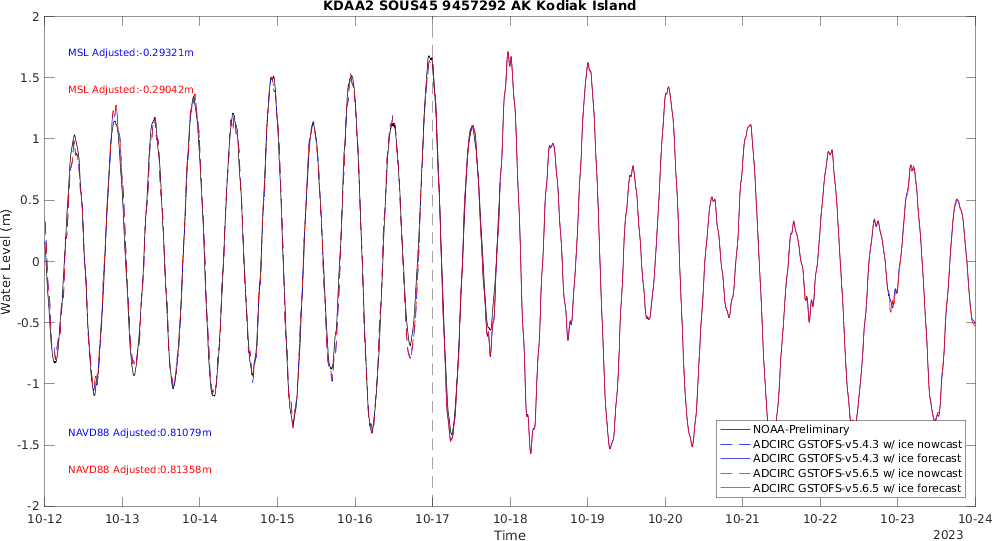 KDAA2 SOUS45 9457292 AK Kodiak Island
2
1.5
1
0.5
0
-0.5
-1
-1.5
-2
Water Level (m)
MSL Adjusted:-0.29321m
MSL Adjusted:-0.29042m
NAVD88 Adjusted:0.81079m
NAVD88 Adjusted:0.81358m
NOAA-Preliminary
ADCIRC GSTOFS-v5.4.3 w/ ice nowcast
ADCIRC GSTOFS-v5.4.3 w/ ice forecast
ADCIRC GSTOFS-v5.6.5 w/ ice nowcast
ADCIRC GSTOFS-v5.6.5 w/ ice forecast
10-12 10-13 10-14 10-15 10-16 10-17 10-18 10-19 10-20 10-21 10-22 10-23 10-24
Time
2023